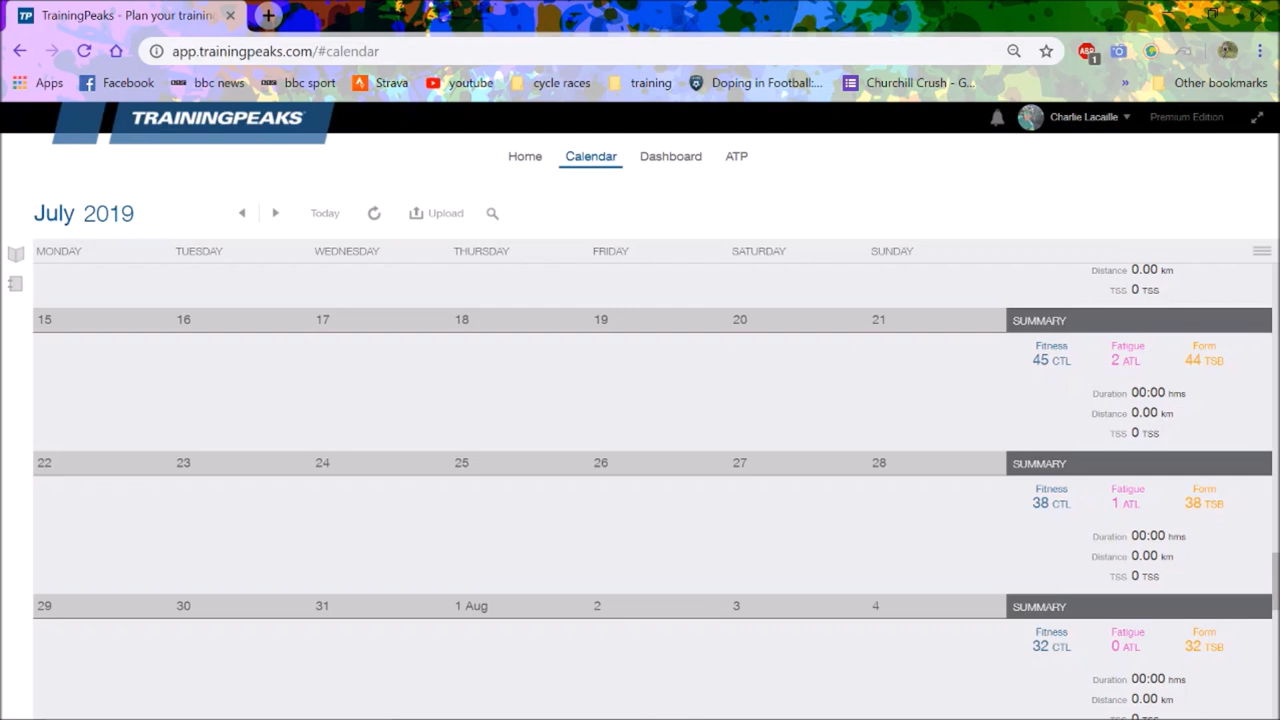 TrainingPeaks - Plan your training
app.trainingpeaks.com/#calendar
Apps Facebook bbc news bbc sport Strava youtube cycle races training Doping in Football:... Churchill Crush - G... » Other bookmarks
TRAININGPEAKS Charlie Lacaille Premium Edition
Home Calendar Dashboard ATP
July 2019 Today Upload
MONDAY TUESDAY WEDNESDAY THURSDAY FRIDAY SATURDAY SUNDAY
Distance 0.00 km
TSS 0 TSS
15 16 17 18 19 20 21 SUMMARY
Fitness Fatigue Form
45 CTL 2 ATL 44 TSB
Duration 00:00 hms
Distance 0.00 km
TSS 0 TSS
22 23 24 25 26 27 28 SUMMARY
Fitness Fatigue Form
38 CTL 1 ATL 38 TSB
Duration 00:00 hms
Distance 0.00 km
TSS 0 TSS
29 30 31 1 Aug 2 3 4 SUMMARY
Fitness Fatigue Form
32 CTL 0 ATL 32 TSB
Duration 00:00 hms
Distance 0.00 km